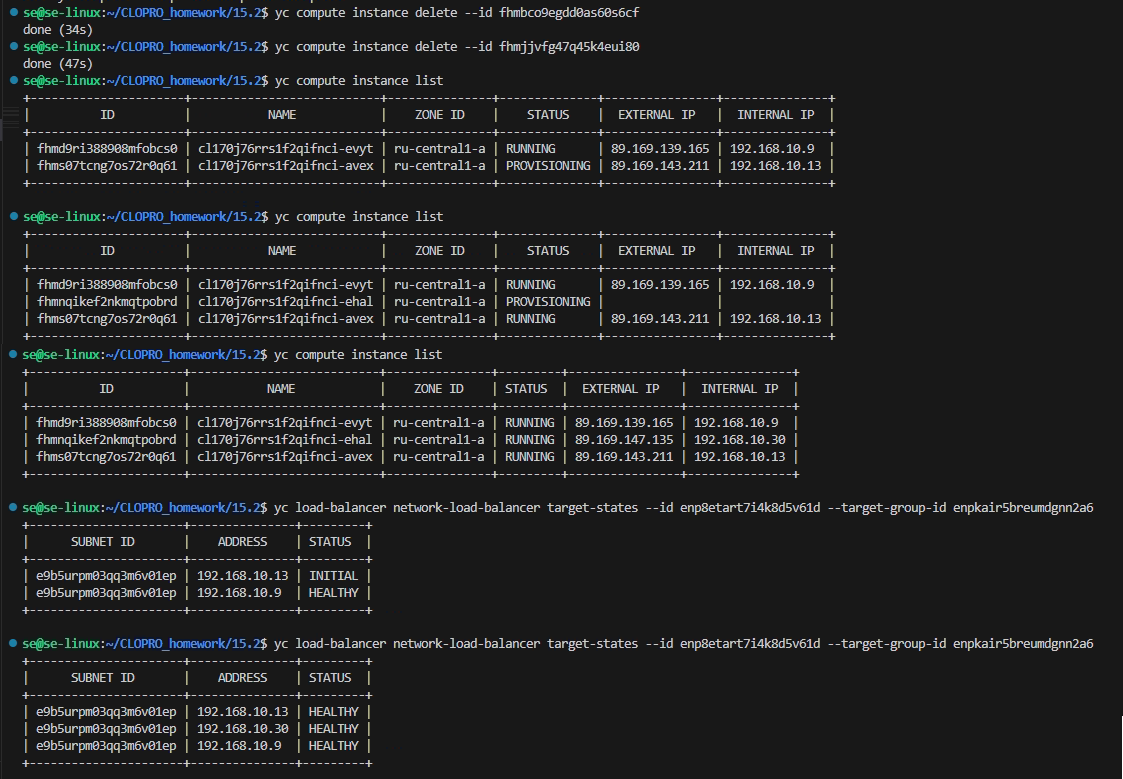 se@se-linux:~/CLOPRO_homework/15.2$ yc compute instance delete --id fhmbco9egdd0as60s6cf
done (34s)
se@se-linux:~/CLOPRO_homework/15.2$ yc compute instance delete --id fhmjjvfg47q45k4eui80
done (47s)
se@se-linux:~/CLOPRO_homework/15.2$ yc compute instance list
+----------------------+---------------------------+---------------+--------------+----------------+---------------+
| ID | NAME | ZONE ID | STATUS | EXTERNAL IP | INTERNAL IP |
+----------------------+---------------------------+---------------+--------------+----------------+---------------+
| fhmd9ri388908mfobcs0 | cl170j76rrs1f2qifnci-evyt | ru-central1-a | RUNNING | 89.169.139.165 | 192.168.10.9 |
| fhms07tcng7os72r0q61 | cl170j76rrs1f2qifnci-avex | ru-central1-a | PROVISIONING | 89.169.143.211 | 192.168.10.13 |
+----------------------+---------------------------+---------------+--------------+----------------+---------------+
se@se-linux:~/CLOPRO_homework/15.2$ yc compute instance list
+----------------------+---------------------------+---------------+--------------+----------------+---------------+
| ID | NAME | ZONE ID | STATUS | EXTERNAL IP | INTERNAL IP |
+----------------------+---------------------------+---------------+--------------+----------------+---------------+
| fhmd9ri388908mfobcs0 | cl170j76rrs1f2qifnci-evyt | ru-central1-a | RUNNING | 89.169.139.165 | 192.168.10.9 |
| fhmnqikef2nkmqtpobrd | cl170j76rrs1f2qifnci-ehal | ru-central1-a | PROVISIONING | | |
| fhms07tcng7os72r0q61 | cl170j76rrs1f2qifnci-avex | ru-central1-a | RUNNING | 89.169.143.211 | 192.168.10.13 |
+----------------------+---------------------------+---------------+--------------+----------------+---------------+
se@se-linux:~/CLOPRO_homework/15.2$ yc compute instance list
+----------------------+---------------------------+---------------+---------+----------------+---------------+
| ID | NAME | ZONE ID | STATUS | EXTERNAL IP | INTERNAL IP |
+----------------------+---------------------------+---------------+---------+----------------+---------------+
| fhmd9ri388908mfobcs0 | cl170j76rrs1f2qifnci-evyt | ru-central1-a | RUNNING | 89.169.139.165 | 192.168.10.9 |
| fhmnqikef2nkmqtpobrd | cl170j76rrs1f2qifnci-ehal | ru-central1-a | RUNNING | 89.169.147.135 | 192.168.10.30 |
| fhms07tcng7os72r0q61 | cl170j76rrs1f2qifnci-avex | ru-central1-a | RUNNING | 89.169.143.211 | 192.168.10.13 |
+----------------------+---------------------------+---------------+---------+----------------+---------------+
se@se-linux:~/CLOPRO_homework/15.2$ yc load-balancer network-load-balancer target-states --id enp8etart7i4k8d5v61d --target-group-id enpkair5breumdgnn2a6
+----------------------+---------------+---------+
| SUBNET ID | ADDRESS | STATUS |
+----------------------+---------------+---------+
| e9b5urpm03qq3m6v01ep | 192.168.10.13 | INITIAL |
| e9b5urpm03qq3m6v01ep | 192.168.10.9 | HEALTHY |
+----------------------+---------------+---------+
se@se-linux:~/CLOPRO_homework/15.2$ yc load-balancer network-load-balancer target-states --id enp8etart7i4k8d5v61d --target-group-id enpkair5breumdgnn2a6
+----------------------+---------------+---------+
| SUBNET ID | ADDRESS | STATUS |
+----------------------+---------------+---------+
| e9b5urpm03qq3m6v01ep | 192.168.10.13 | HEALTHY |
| e9b5urpm03qq3m6v01ep | 192.168.10.30 | HEALTHY |
| e9b5urpm03qq3m6v01ep | 192.168.10.9 | HEALTHY |
+----------------------+---------------+---------+